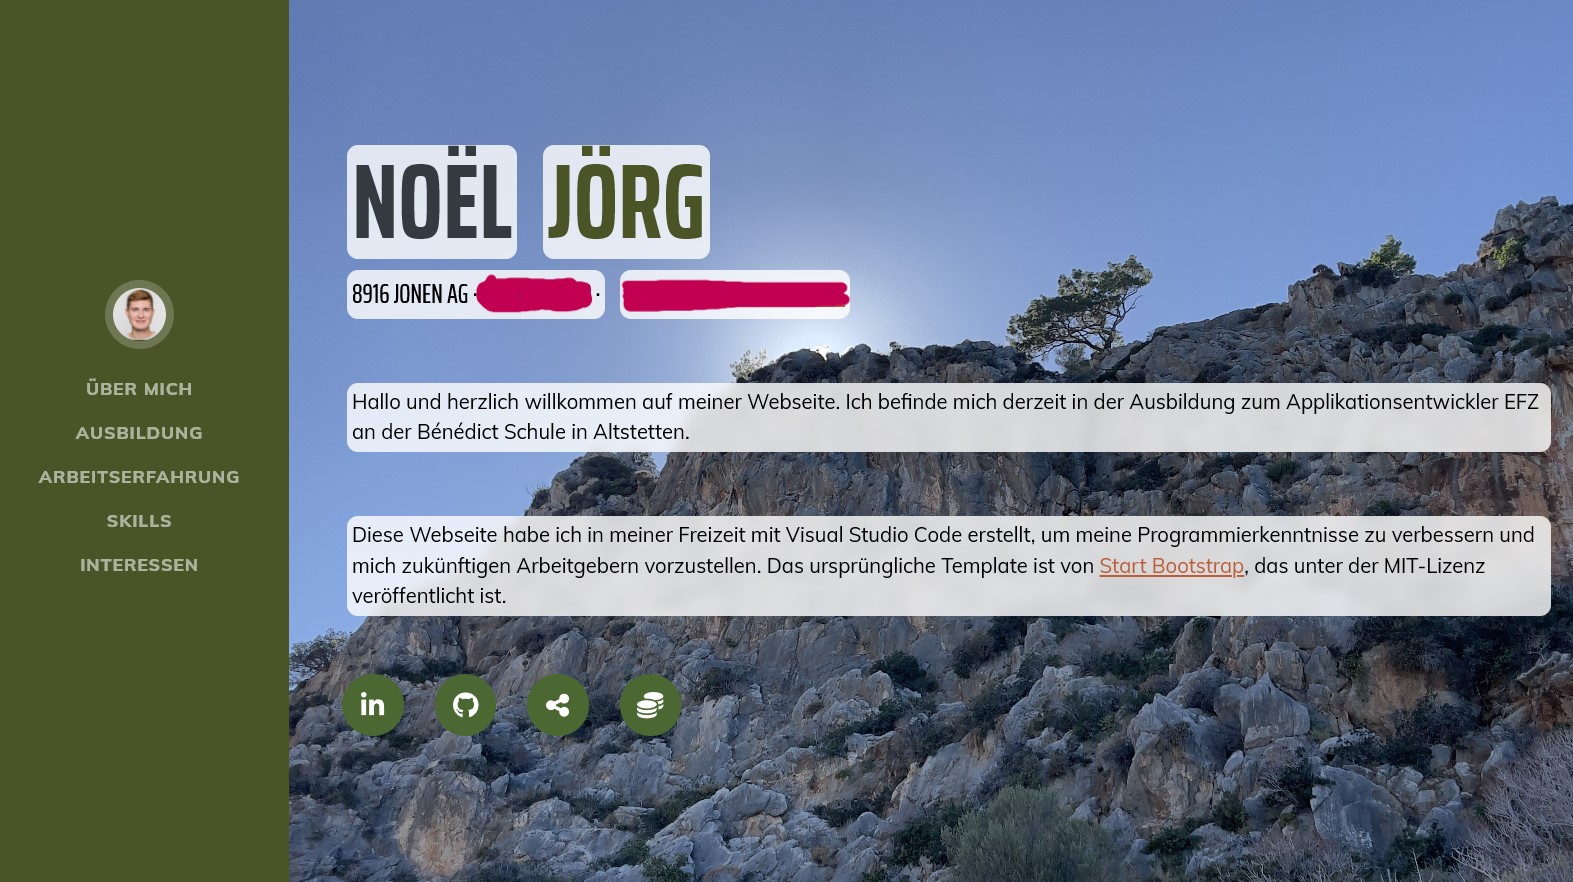 ÜBER MICH
AUSBILDUNG
ARBEITSERFAHRUNG
SKILLS
INTERESSEN
NOËL JÖRG
8916 JONEN AG · ·
Hallo und herzlich willkommen auf meiner Webseite. Ich befinde mich derzeit in der Ausbildung zum Applikationsentwickler EFZ
an der Bénédict Schule in Altstetten.
Diese Webseite habe ich in meiner Freizeit mit Visual Studio Code erstellt, um meine Programmierkenntnisse zu verbessern und
mich zukünftigen Arbeitgebern vorzustellen. Das ursprüngliche Template ist von Start Bootstrap, das unter der MIT-Lizenz
veröffentlicht ist.
in